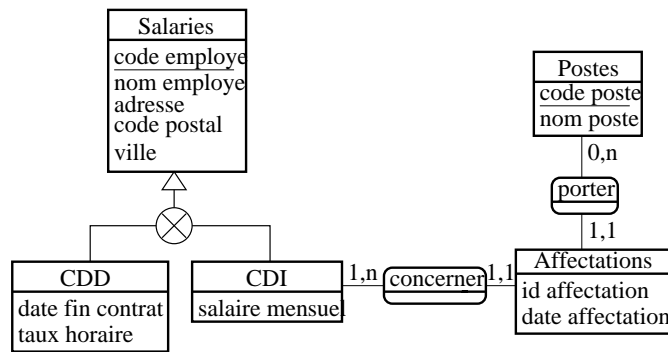 Salaries
code employe
nom employe
adresse
code postal
ville
Postes
code poste
nom poste
0,n
porter
1,1
CDD
date fin contrat
taux horaire
CDI
salaire mensuel
1,n
concerner
1,1
Affectations
id affectation
date affectation